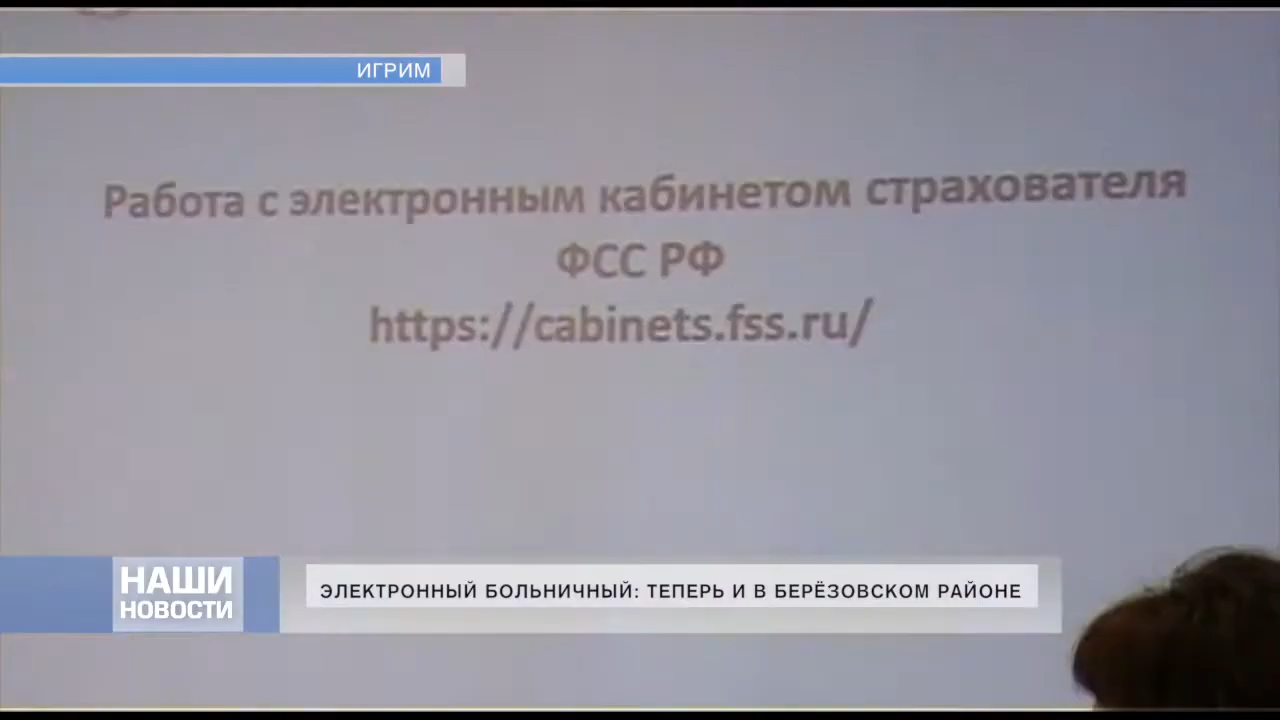 ИГРИМ
Работа с электронным кабинетом страхователя
ФСС РФ
https://cabinets.fss.ru/
НАШИ
НОВОСТИ
ЭЛЕКТРОННЫЙ БОЛЬНИЧНЫЙ: ТЕПЕРЬ И В БЕРЁЗОВСКОМ РАЙОНЕ